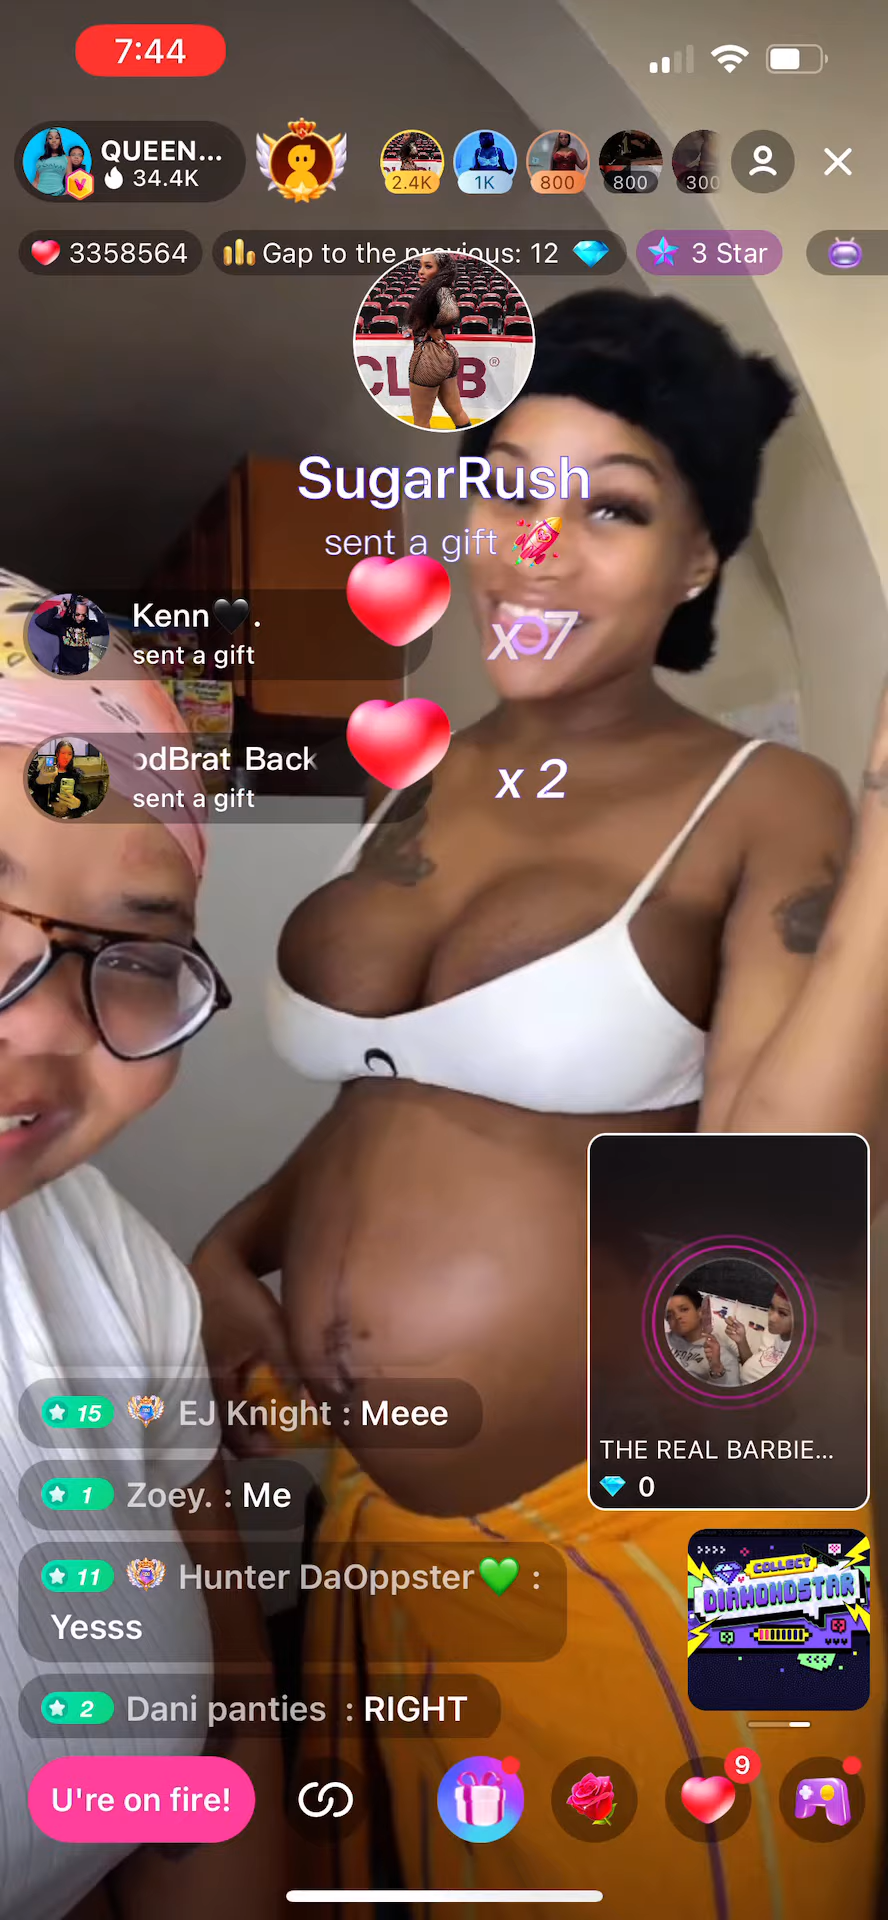 7:44
QUEEN...
34.4K
2.4K
1K
800
800
300
3358564
Gap to the previous: 12
3 Star
CLUB®
SugarRush
sent a gift
Kenn🖤.
sent a gift
x 7
odBrat Back
sent a gift
x 2
THE REAL BARBIE...
0
15 EJ Knight : Meee
1 Zoey. : Me
11 Hunter DaOppster💚 :
Yesss
2 Dani panties : RIGHT
COLLECT
DIAMONDSTAR
U're on fire!
9